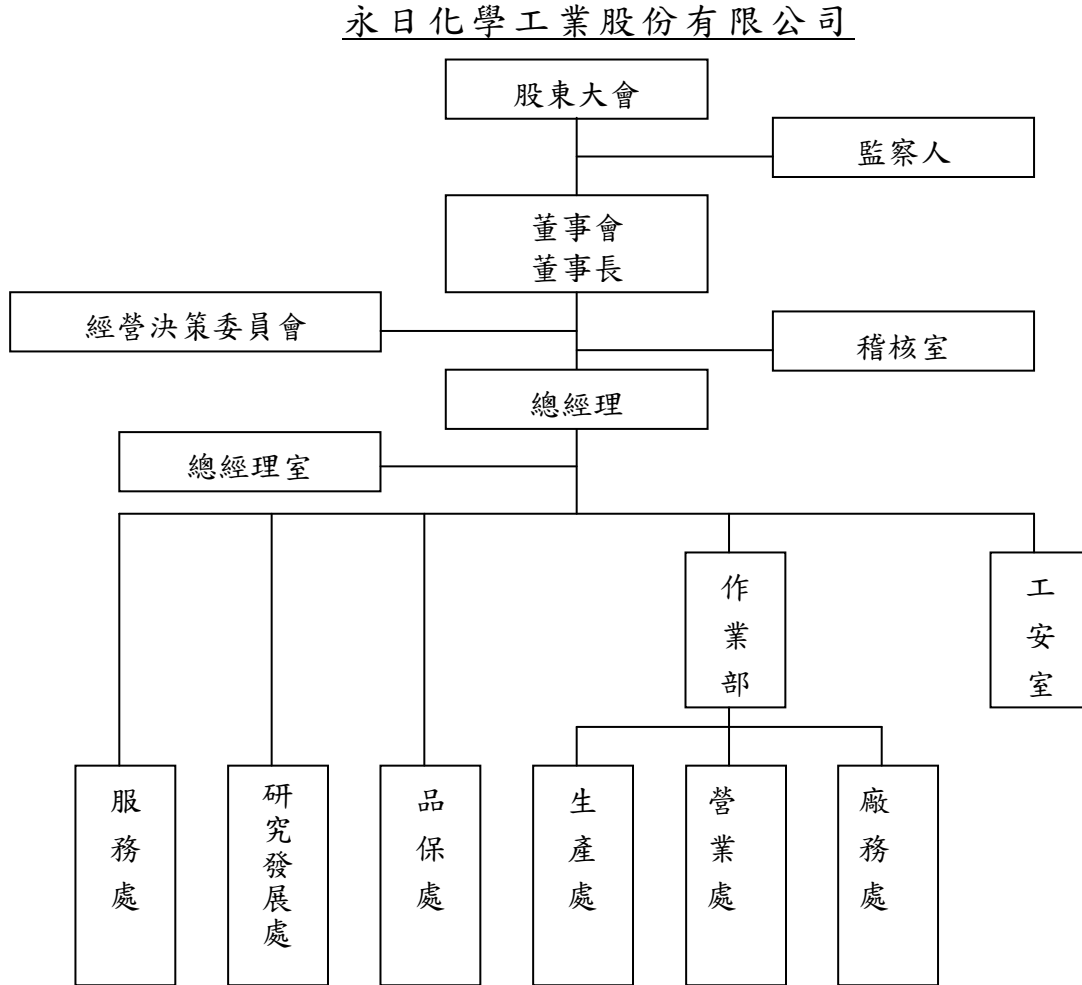 永日化學工業股份有限公司
股東大會
監察人
董事會
董事長
經營決策委員會
稽核室
總經理
總經理室
作業部
工安室
服務處
研究發展處
品保處
生產處
營業處
廠務處